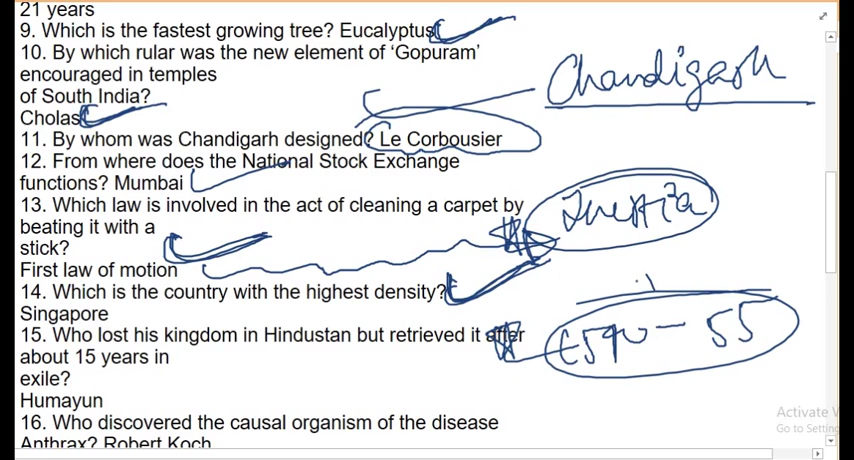 21 years
9. Which is the fastest growing tree? Eucalyptus
10. By which rular was the new element of ‘Gopuram’
encouraged in temples
of South India?
Cholas
Chandigarh
11. By whom was Chandigarh designed? Le Corbousier
12. From where does the National Stock Exchange
functions? Mumbai
13. Which law is involved in the act of cleaning a carpet by
beating it with a
stick?
Inertia
First law of motion
14. Which is the country with the highest density?
Singapore
15. Who lost his kingdom in Hindustan but retrieved it after
about 15 years in
exile?
Humayun
16. Who discovered the causal organism of the disease
Anthrax? Robert Koch
Activate
Go to Setting